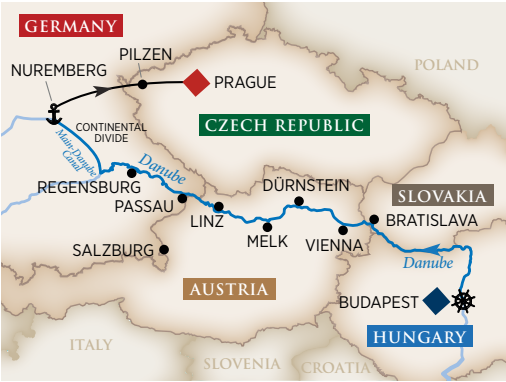 GERMANY
PILZEN
NUREMBERG
POLAND
PRAGUE
CONTINENTAL
DIVIDE
CZECH REPUBLIC
Main-Danube
Canal
Danube
REGENSBURG
DÜRNSTEIN
SLOVAKIA
PASSAU
LINZ
BRATISLAVA
MELK
VIENNA
SALZBURG
Danube
AUSTRIA
BUDAPEST
HUNGARY
ITALY
SLOVENIA
CROATIA